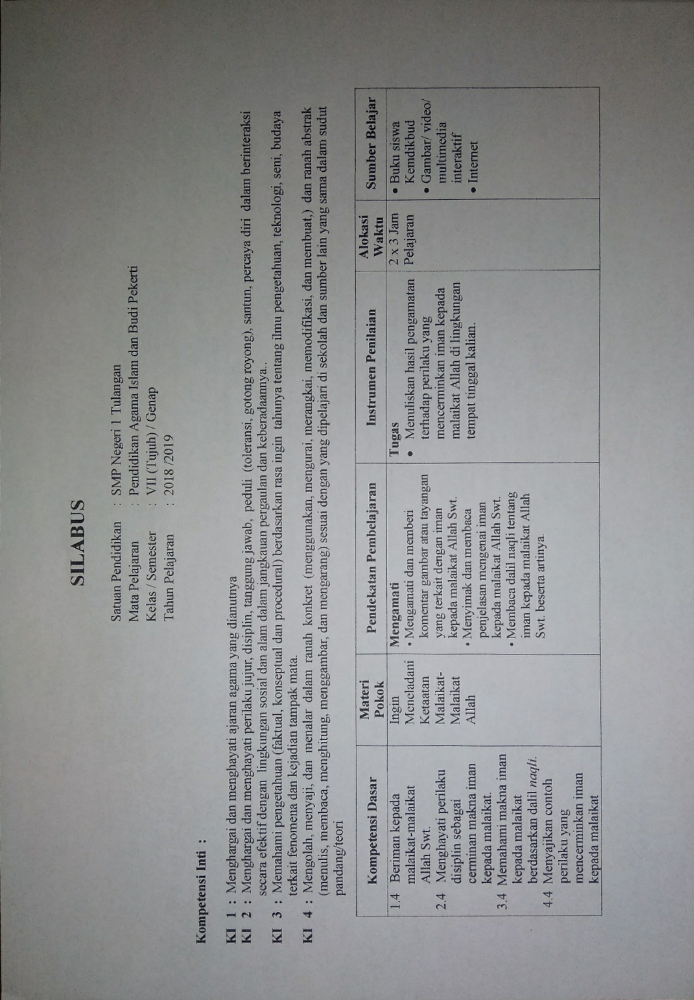 SILABUS
Satuan Pendidikan : SMP Negeri 1 Tulangan
Mata Pelajaran : Pendidikan Agama Islam dan Budi Pekerti
Kelas / Semester : VII (Tujuh) / Genap
Tahun Pelajaran : 2018 /2019
Kompetensi Inti :
KI 1 : Menghargai dan menghayati ajaran agama yang dianutnya
KI 2 : Menghargai dan menghayati perilaku jujur, disiplin, tanggung jawab, peduli (toleransi, gotong royong), santun, percaya diri dalam berinteraksi
secara efektif dengan lingkungan sosial dan alam dalam jangkauan pergaulan dan keberadaannya..
KI 3 : Memahami pengetahuan (faktual, konseptual dan procedural) berdasarkan rasa ingin tahunya tentang ilmu pengetahuan, teknologi, seni, budaya
terkait fenomena dan kejadian tampak mata.
KI 4 : Mengolah, menyaji, dan menalar dalam ranah konkret (menggunakan, mengurai, merangkai, memodifikasi, dan membuat,) dan ranah abstrak
(menulis, membaca, menghitung, menggambar, dan mengarang) sesuai dengan yang dipelajari di sekolah dan sumber lain yang sama dalam sudut
pandang/teori
Kompetensi Dasar
1.4 Beriman kepada
malaikat-malaikat
Allah Swt.
2.4 Menghayati perilaku
disiplin sebagai
cerminan makna iman
kepada malaikat.
3.4 Memahami makna iman
kepada malaikat
berdasarkan dalil naqli.
4.4 Menyajikan contoh
perilaku yang
mencerminkan iman
kepada malaikat
Materi
Pokok
Ingin
Meneladani
Ketaatan
Malaikat-
Malaikat
Allah
Pendekatan Pembelajaran
Mengamati
• Mengamati dan memberi
komentar gambar atau tayangan
yang terkait dengan iman
kepada malaikat Allah Swt.
• Menyimak dan membaca
penjelasan mengenai iman
kepada malaikat Allah Swt.
• Membaca dalil naqli tentang
iman kepada malaikat Allah
Swt. beserta artinya.
Instrumen Penilaian
Tugas
• Menuliskan hasil pengamatan
terhadap perilaku yang
mencerminkan iman kepada
malaikat Allah di lingkungan
tempat tinggal kalian.
Alokasi
Waktu
2 x 3 Jam
Pelajaran
Sumber Belajar
• Buku siswa
Kemdikbud
• Gambar/ video/
multimedia
interaktif
• Internet